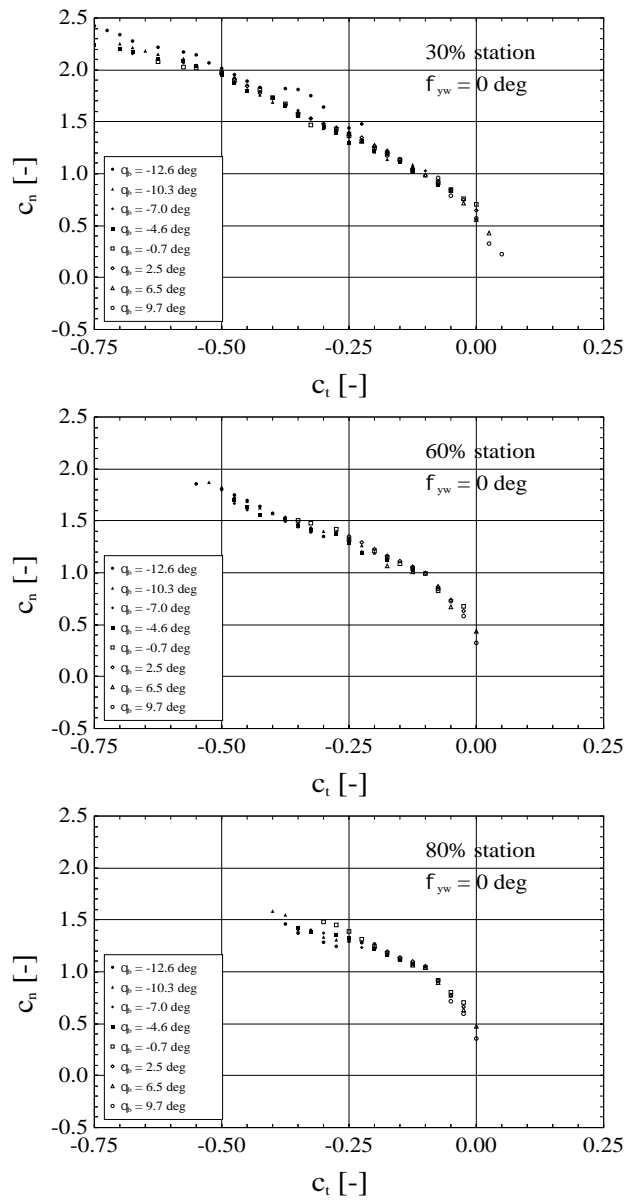 2.5
2.0
1.5
1.0
0.5
0.0
-0.5
c_n [-]
30% station
f_yw = 0 deg
q_p = -12.6 deg
q_p = -10.3 deg
q_p = -7.0 deg
q_p = -4.6 deg
q_p = -0.7 deg
q_p = 2.5 deg
q_p = 6.5 deg
q_p = 9.7 deg
-0.75 -0.50 -0.25 0.00 0.25
c_t [-]
2.5
2.0
1.5
1.0
0.5
0.0
-0.5
c_n [-]
60% station
f_yw = 0 deg
q_p = -12.6 deg
q_p = -10.3 deg
q_p = -7.0 deg
q_p = -4.6 deg
q_p = -0.7 deg
q_p = 2.5 deg
q_p = 6.5 deg
q_p = 9.7 deg
-0.75 -0.50 -0.25 0.00 0.25
c_t [-]
2.5
2.0
1.5
1.0
0.5
0.0
-0.5
c_n [-]
80% station
f_yw = 0 deg
q_p = -12.6 deg
q_p = -10.3 deg
q_p = -7.0 deg
q_p = -4.6 deg
q_p = -0.7 deg
q_p = 2.5 deg
q_p = 6.5 deg
q_p = 9.7 deg
-0.75 -0.50 -0.25 0.00 0.25
c_t [-]